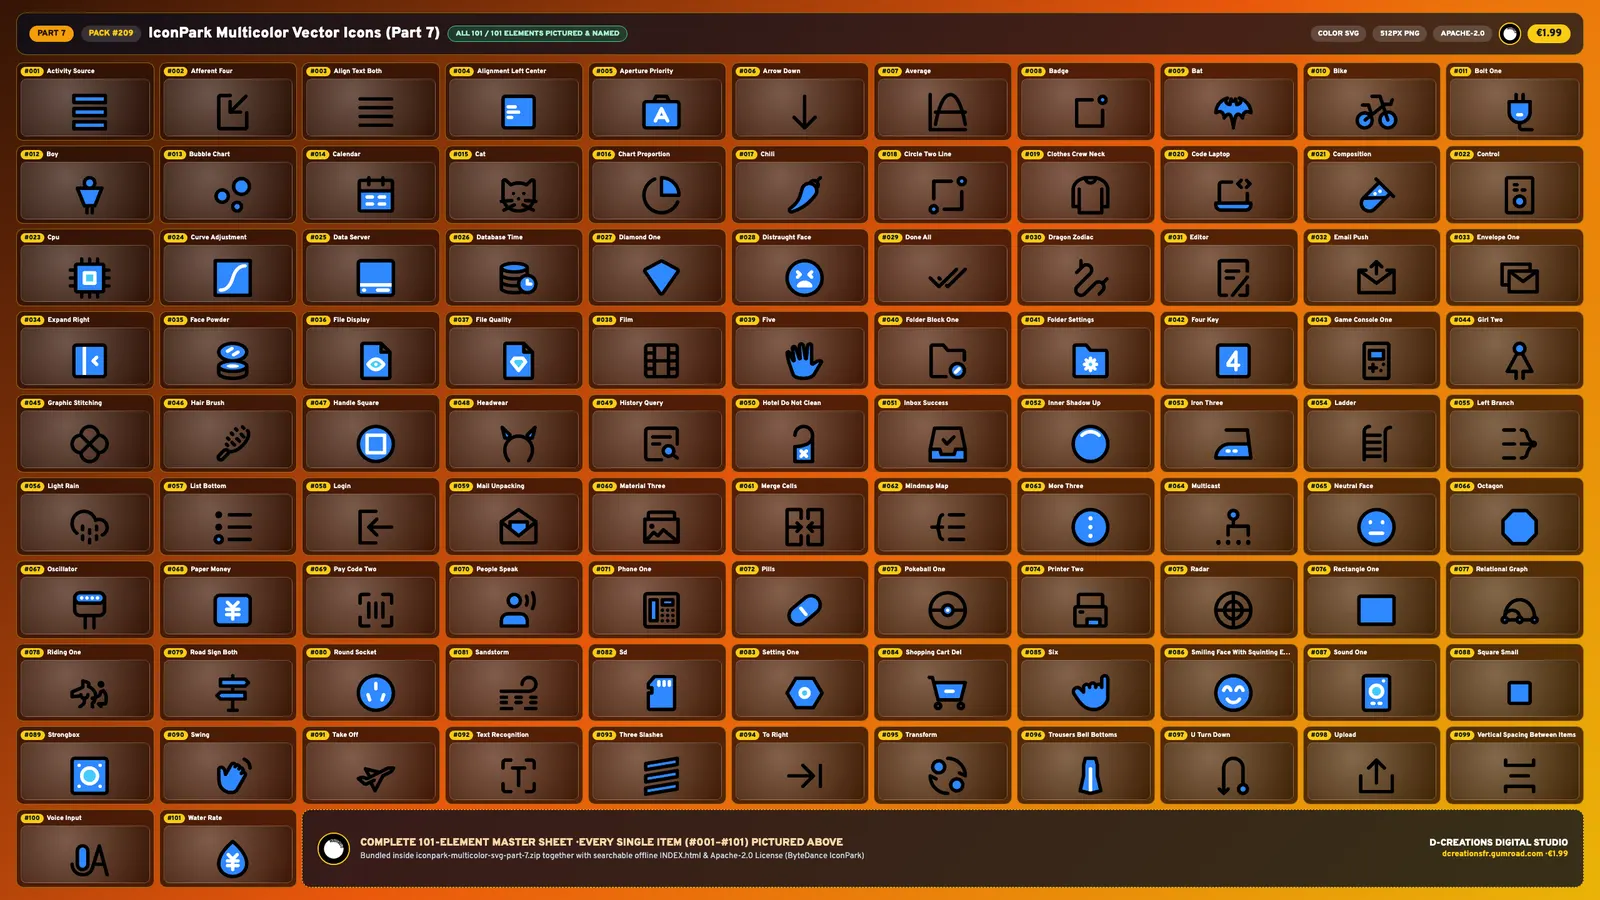 PART 7 PACK #209 IconPark Multicolor Vector Icons (Part 7) ALL 101 / 101 ELEMENTS PICTURED & NAMED COLOR SVG 512PX PNG APACHE-2.0 €1.99
#001 Activity Source #002 Afferent Four #003 Align Text Both #004 Alignment Left Center #005 Aperture Priority #006 Arrow Down #007 Average #008 Badge #009 Bat #010 Bike #011 Bolt One
A
#012 Boy #013 Bubble Chart #014 Calendar #015 Cat #016 Chart Proportion #017 Chili #018 Circle Two Line #019 Clothes Crew Neck #020 Code Laptop #021 Composition #022 Control
#023 Cpu #024 Curve Adjustment #025 Data Server #026 Database Time #027 Diamond One #028 Distraught Face #029 Done All #030 Dragon Zodiac #031 Editor #032 Email Push #033 Envelope One
#034 Expand Right #035 Face Powder #036 File Display #037 File Quality #038 Film #039 Five #040 Folder Block One #041 Folder Settings #042 Four Key #043 Game Console One #044 Girl Two
4
#045 Graphic Stitching #046 Hair Brush #047 Handle Square #048 Headwear #049 History Query #050 Hotel Do Not Clean #051 Inbox Success #052 Inner Shadow Up #053 Iron Three #054 Ladder #055 Left Branch
#056 Light Rain #057 List Bottom #058 Login #059 Mail Unpacking #060 Material Three #061 Merge Cells #062 Mindmap Map #063 More Three #064 Multicast #065 Neutral Face #066 Octagon
#067 Oscillator #068 Paper Money #069 Pay Code Two #070 People Speak #071 Phone One #072 Pills #073 Pokeball One #074 Printer Two #075 Radar #076 Rectangle One #077 Relational Graph
¥
#078 Riding One #079 Road Sign Both #080 Round Socket #081 Sandstorm #082 Sd #083 Setting One #084 Shopping Cart Del #085 Six #086 Smiling Face With Squinting E... #087 Sound One #088 Square Small
#089 Strongbox #090 Swing #091 Take Off #092 Text Recognition #093 Three Slashes #094 To Right #095 Transform #096 Trousers Bell Bottoms #097 U Turn Down #098 Upload #099 Vertical Spacing Between Items
T
#100 Voice Input #101 Water Rate
A ¥
COMPLETE 101-ELEMENT MASTER SHEET · EVERY SINGLE ITEM (#001–#101) PICTURED ABOVE
Bundled inside iconpark-multicolor-svg-part-7.zip together with searchable offline INDEX.html & Apache-2.0 License (ByteDance IconPark)
D-CREATIONS DIGITAL STUDIO
dcreationsfr.gumroad.com · €1.99